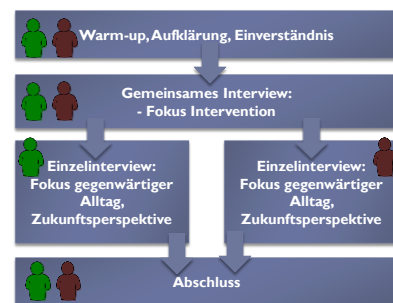 Warm-up, Aufklärung, Einverständnis
Gemeinsames Interview:
- Fokus Intervention
Einzelinterview:
Fokus gegenwärtiger
Alltag,
Zukunftsperspektive
Einzelinterview:
Fokus gegenwärtiger
Alltag,
Zukunftsperspektive
Abschluss